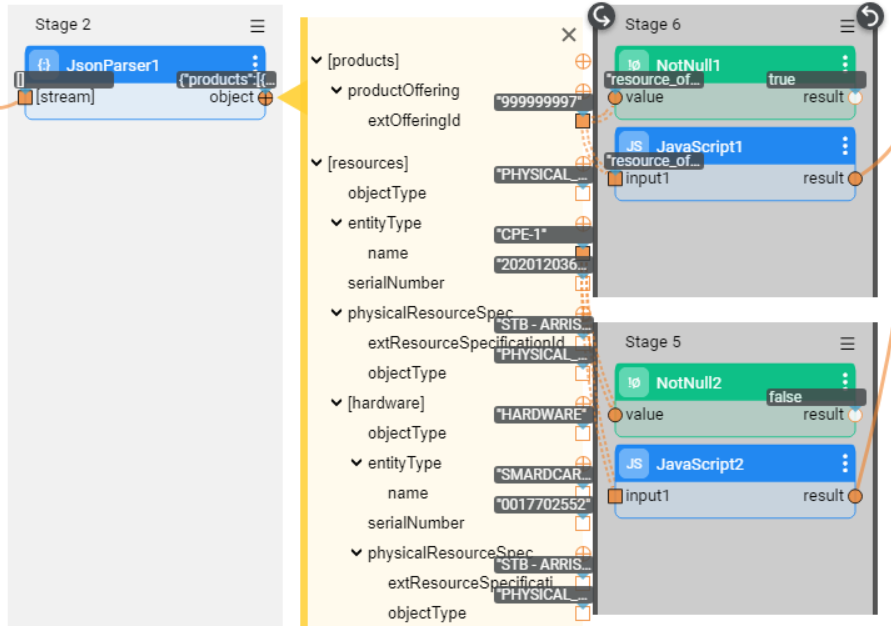 Stage 2
{·}
JsonParser1
[]
{"products":[{...
[stream]
object
[products]
productOffering
"999999997"
extOfferingId
[resources]
"PHYSICAL_...
objectType
entityType
"CPE-1"
name
"202012036...
serialNumber
physicalResourceSpec
"STB - ARRIS...
extResourceSpecificationId
"PHYSICAL_...
objectType
[hardware]
"HARDWARE"
objectType
entityType
"SMARDCAR...
name
"0017702552"
serialNumber
physicalResourceSpec
"STB - ARRIS...
extResourceSpecificati
"PHYSICAL_...
objectType
Stage 6
!ø NotNull1
"resource_of...
true
value
result
JS JavaScript1
"resource_of...
input1
result
Stage 5
!ø NotNull2
false
value
result
JS JavaScript2
input1
result